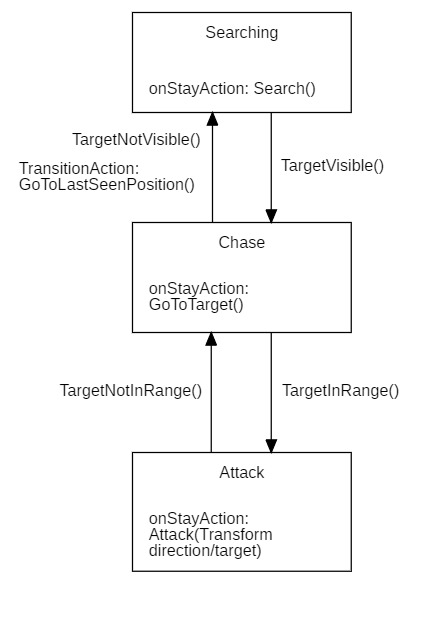 Searching
onStayAction: Search()
TargetNotVisible()
TransitionAction:
GoToLastSeenPosition()
TargetVisible()
Chase
onStayAction:
GoToTarget()
TargetNotInRange()
TargetInRange()
Attack
onStayAction:
Attack(Transform
direction/target)